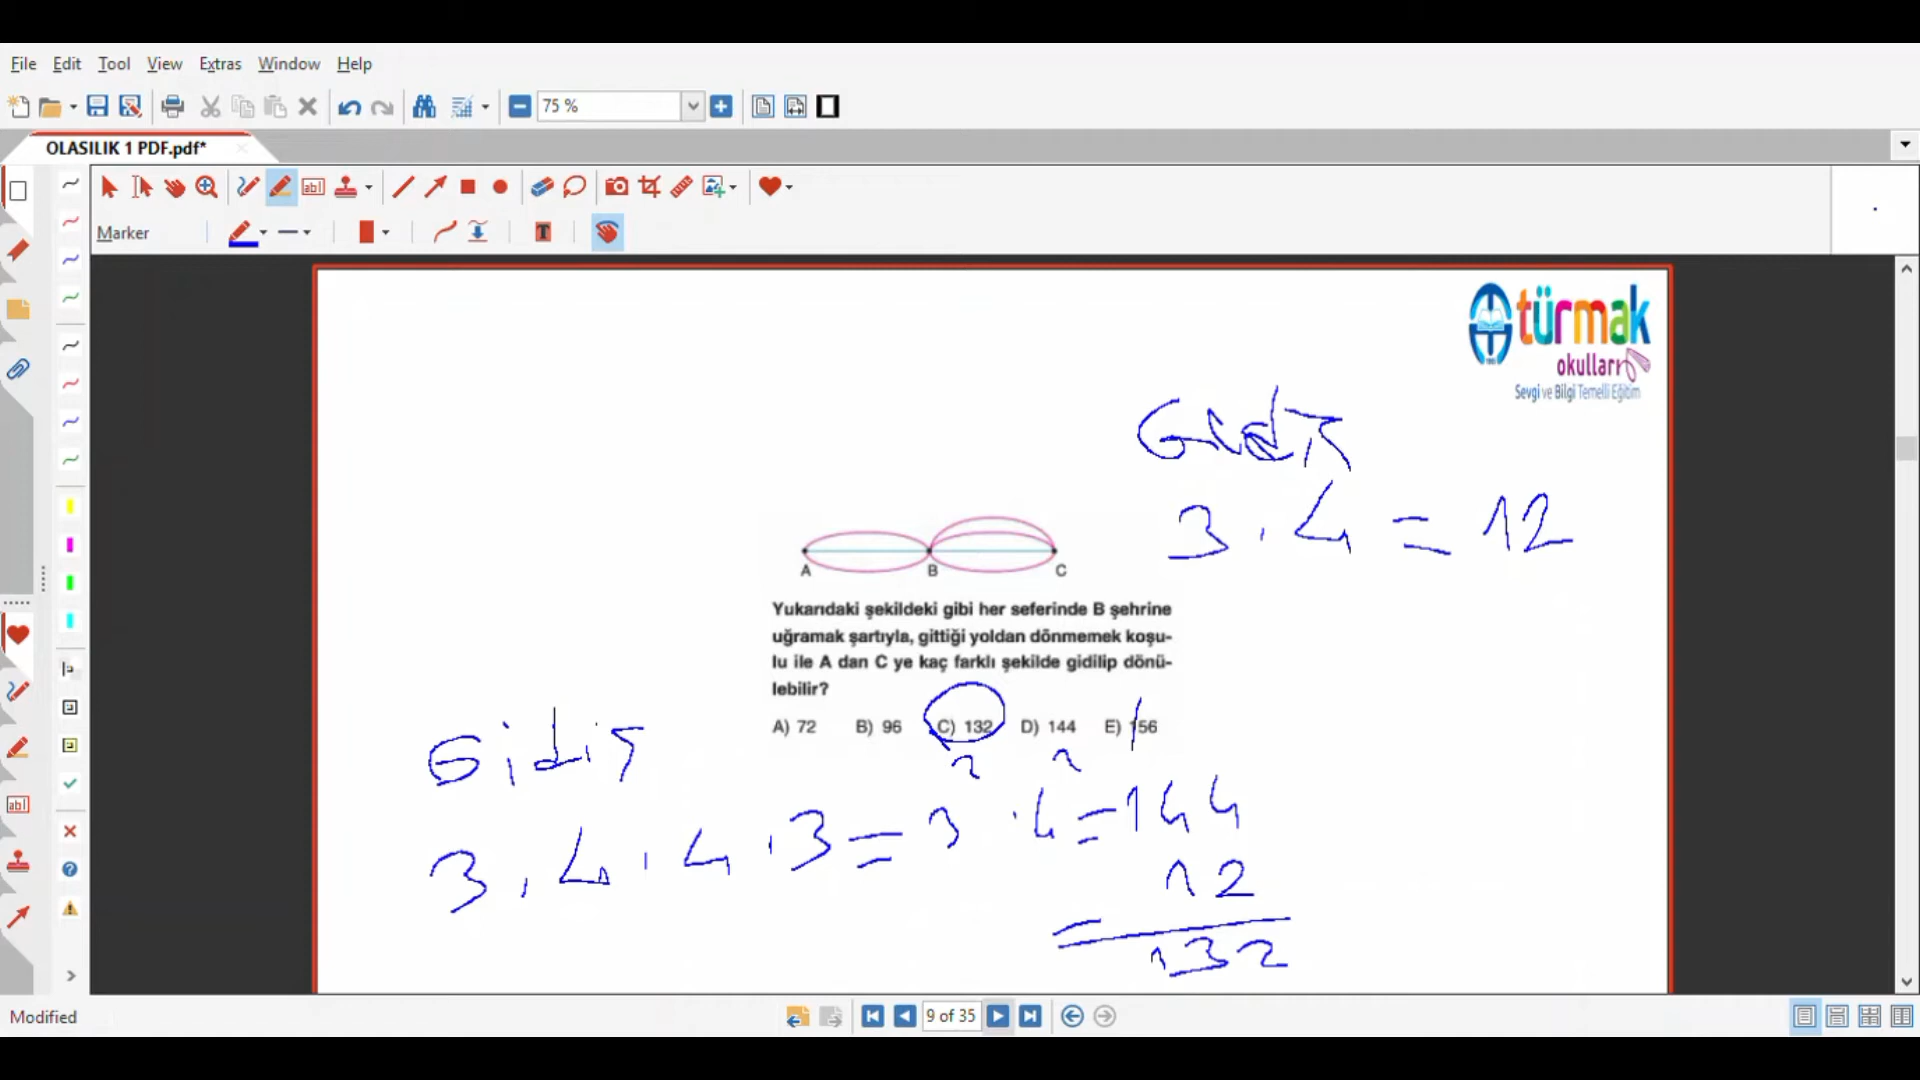 File Edit Tool View Extras Window Help
75 %
OLASILIK 1 PDF.pdf*
Marker
türmak
okulları
Sevgi ve Bilgi Temelli Eğitim
Gidiş
3 . 4 = 12
A B C
Yukarıdaki şekildeki gibi her seferinde B şehrine
uğramak şartıyla, gittiği yoldan dönmemek koşu-
lu ile A dan C ye kaç farklı şekilde gidilip dönü-
lebilir?
A) 72 B) 96 C) 132 D) 144 E) 156
Gidiş
3 . 4 . 4 . 3 = 3² . 4² = 144
12
= 132
Modified
9 of 35